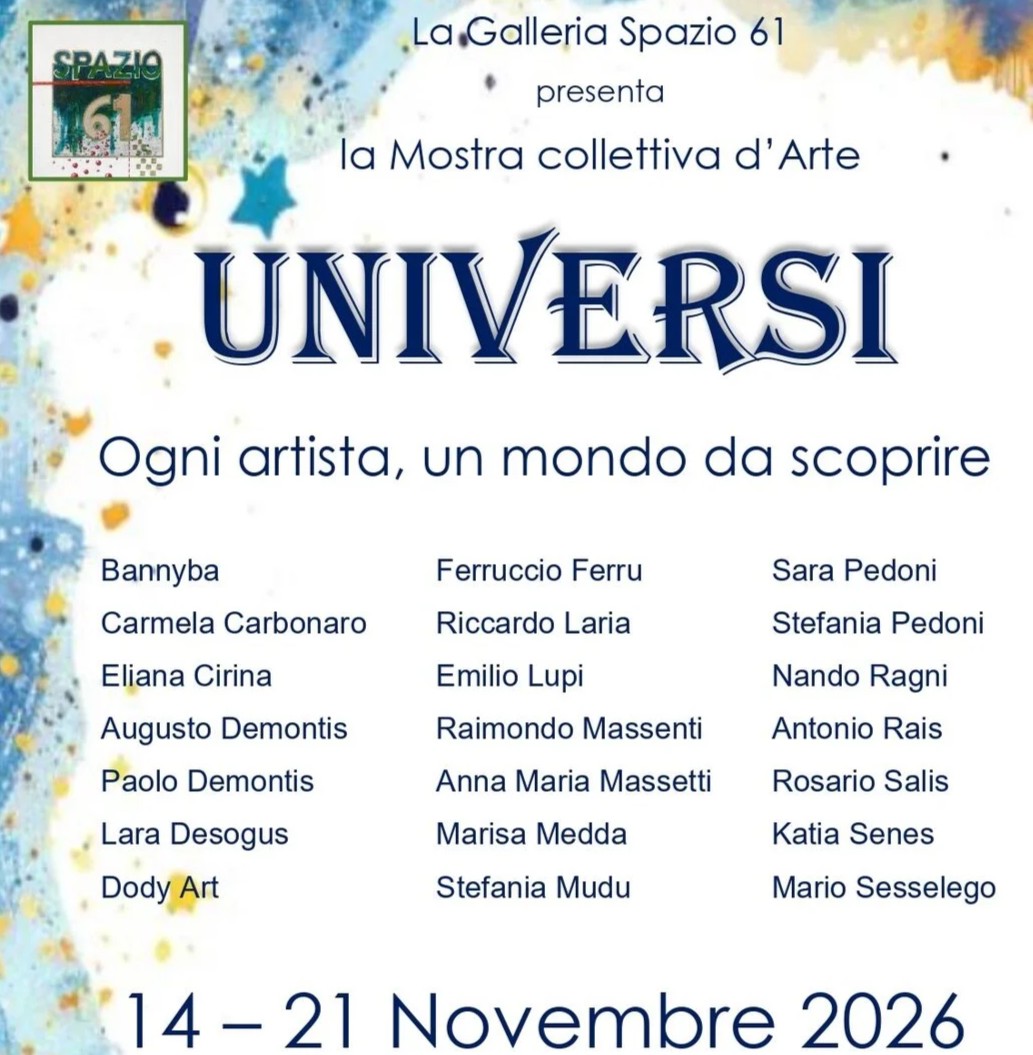 SPAZIO
61
La Galleria Spazio 61
presenta
la Mostra collettiva d'Arte
UNIVERSI
Ogni artista, un mondo da scoprire
Bannyba
Carmela Carbonaro
Eliana Cirina
Augusto Demontis
Paolo Demontis
Lara Desogus
Dody Art
Ferruccio Ferru
Riccardo Laria
Emilio Lupi
Raimondo Massenti
Anna Maria Massetti
Marisa Medda
Stefania Mudu
Sara Pedoni
Stefania Pedoni
Nando Ragni
Antonio Rais
Rosario Salis
Katia Senes
Mario Sesselego
14 – 21 Novembre 2026